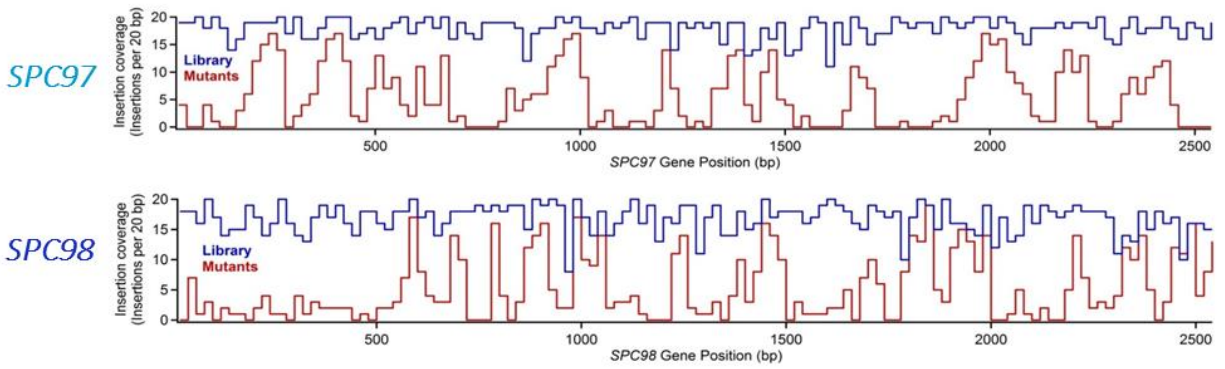 SPC97
Insertion coverage
(Insertions per 20 bp)
20
15
10
5
0
Library
Mutants
500
1000
1500
2000
2500
SPC97 Gene Position (bp)
SPC98
Insertion coverage
(Insertions per 20 bp)
20
15
10
5
0
Library
Mutants
500
1000
1500
2000
2500
SPC98 Gene Position (bp)